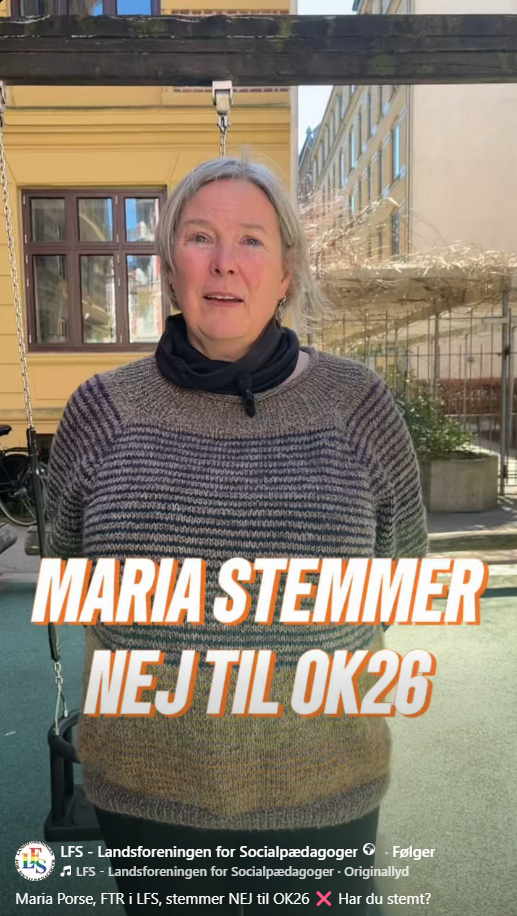 MARIA STEMMER
NEJ TIL OK26
LFS
LFS - Landsforeningen for Socialpædagoger · Følger
LFS - Landsforeningen for Socialpædagoger · Originallyd
Maria Porse, FTR i LFS, stemmer NEJ til OK26 ❌ Har du stemt?